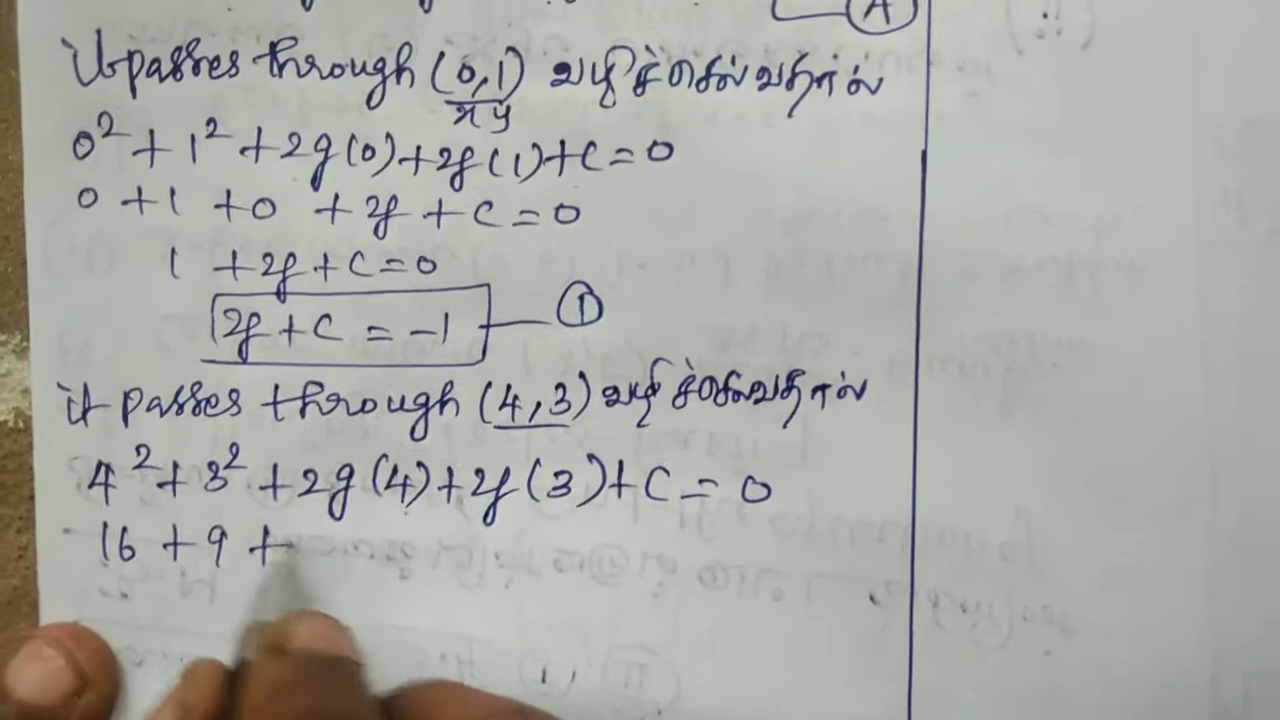 A
it passes through (0,1) வழிச்செல்வதால்
x y
0² + 1² + 2g(0) + 2f(1) + C = 0
0 + 1 + 0 + 2f + C = 0
1 + 2f + C = 0
2f + C = -1 — ①
it passes through (4,3) வழிச்செல்வதால்
4² + 3² + 2g(4) + 2f(3) + C = 0
16 + 9 +